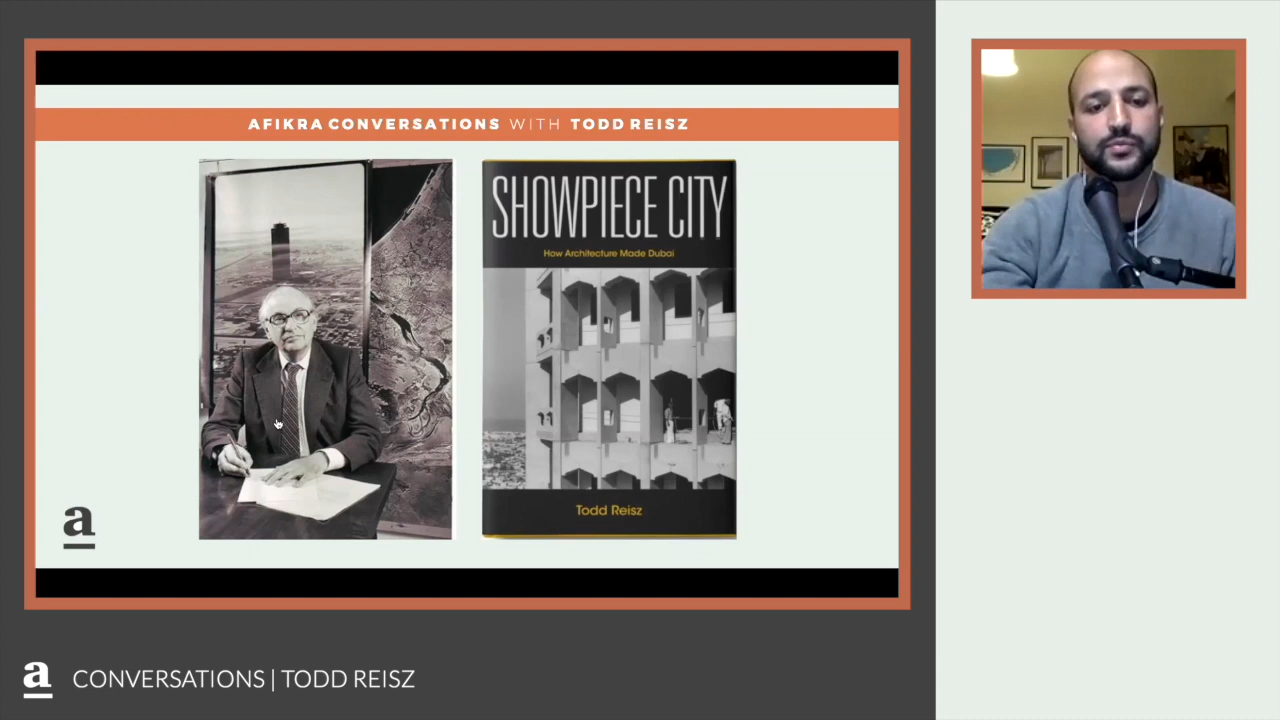 AFIKRA CONVERSATIONS WITH TODD REISZ
SHOWPIECE CITY
How Architecture Made Dubai
Todd Reisz
a
a CONVERSATIONS | TODD REISZ